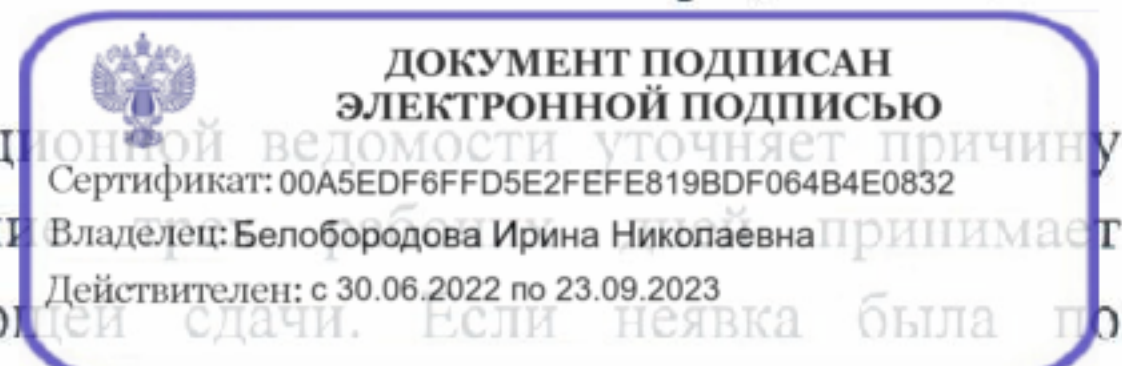 ДОКУМЕНТ ПОДПИСАН
ЭЛЕКТРОННОЙ ПОДПИСЬЮ
ведомости уточняет причину
Сертификат: 00A5EDF6FFD5E2FEFE819BDF064B4E0832
Владелец: Белобородова Ирина Николаевна
принимает
Действителен: с 30.06.2022 по 23.09.2023
сдачи. Если неявка была по